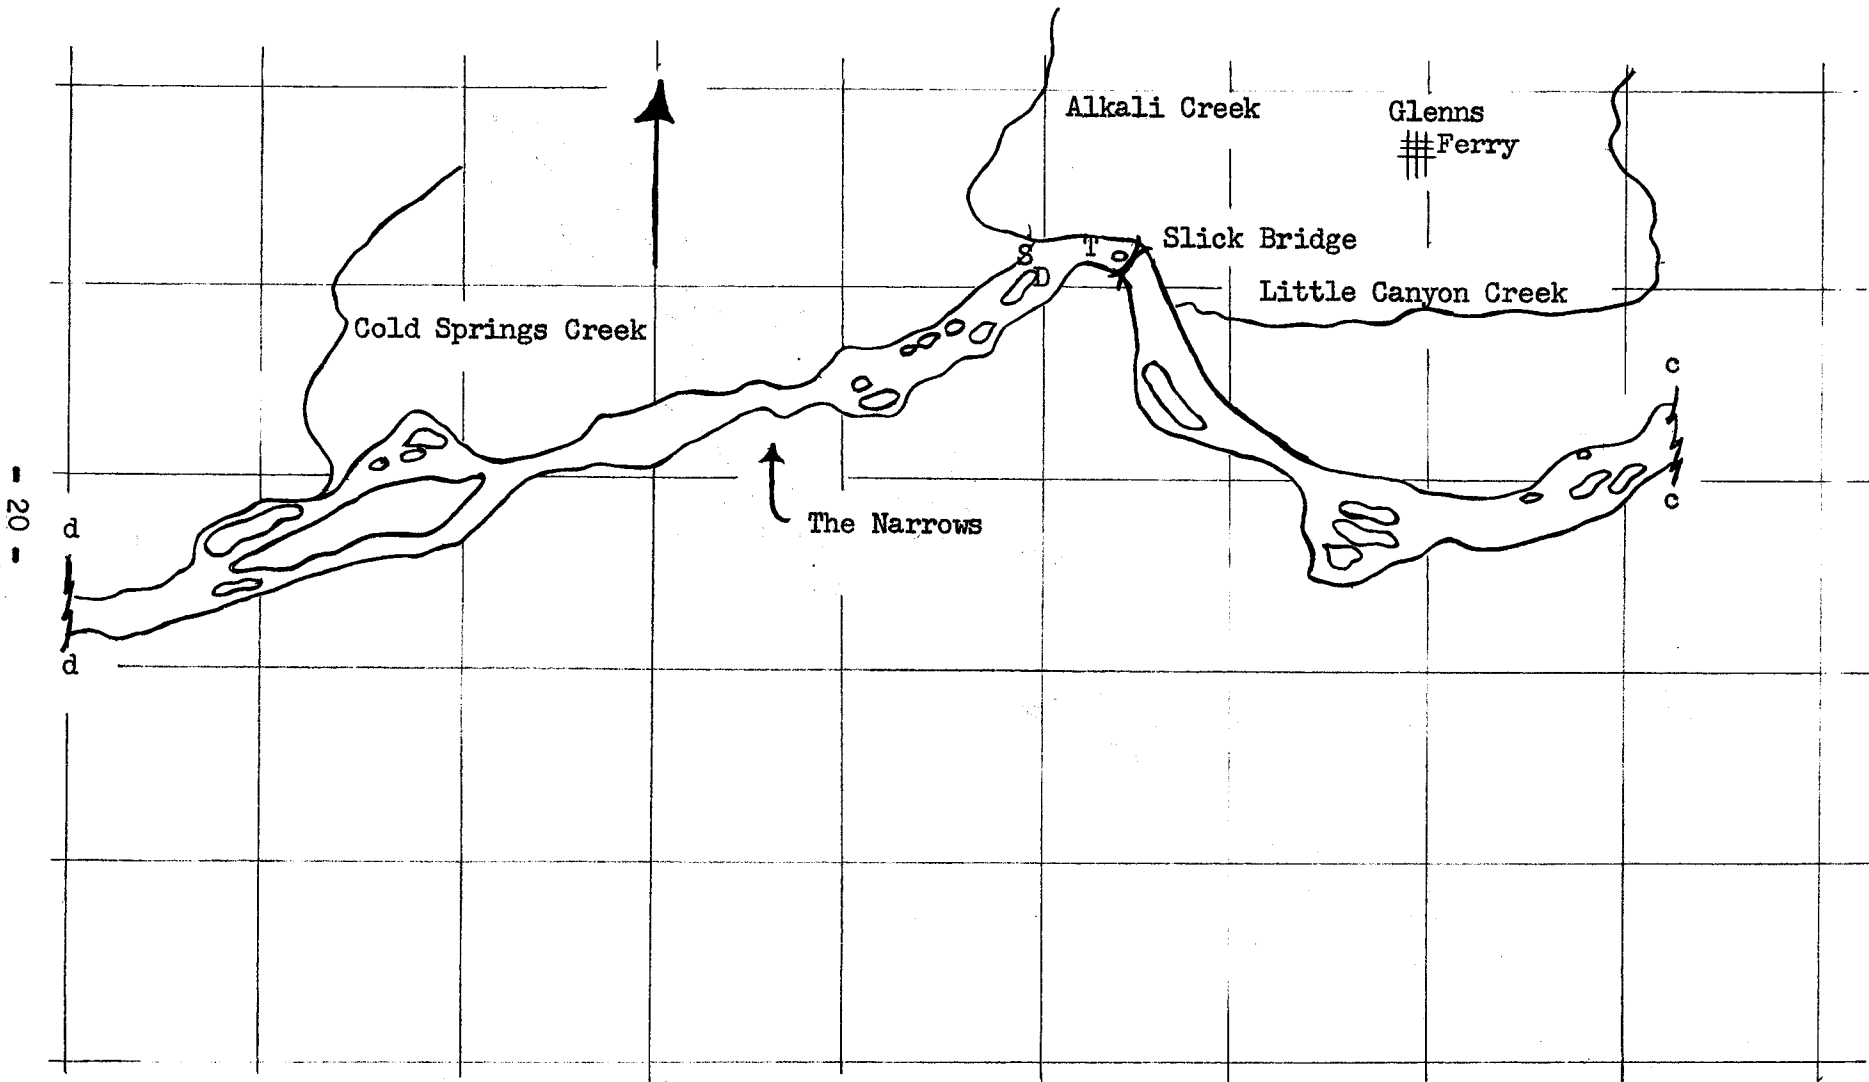 Alkali Creek
Glenns
Ferry
S
T
D
Slick Bridge
Little Canyon Creek
Cold Springs Creek
c
c
d
d
The Narrows
- 20 -